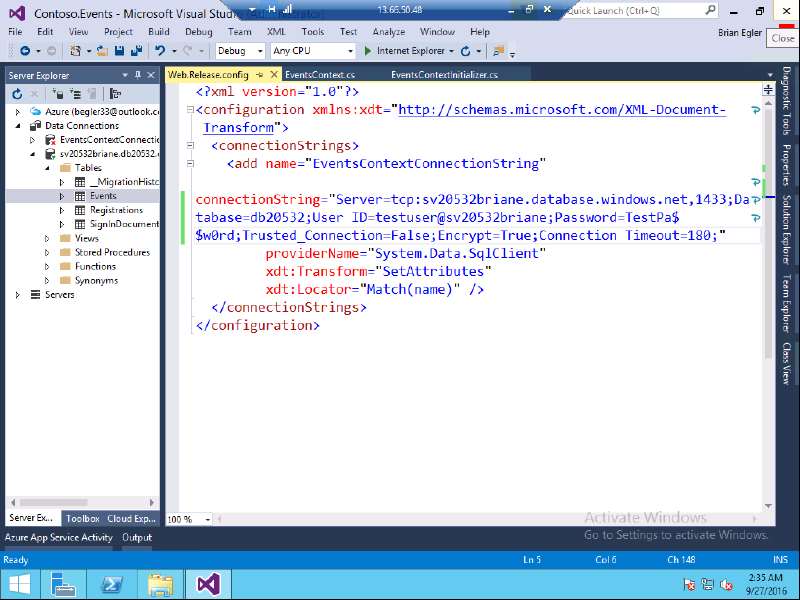 Contoso.Events - Microsoft Visual Stu
13.66.50.48
Quick Launch (Ctrl+Q)
File Edit View Project Build Debug Team XML Tools Test Analyze Window Help
Brian Egler
Close
Debug Any CPU Internet Explorer
Server Explorer
Web.Release.config EventsContext.cs EventsContextInitializer.cs
Azure (begler33@outlook.c
Data Connections
EventsContextConnectio
sv20532briane.db20532.
Tables
__MigrationHisto
Events
Registrations
SignInDocument
Views
Stored Procedures
Functions
Synonyms
Servers
<?xml version="1.0"?>
<configuration xmlns:xdt="http://schemas.microsoft.com/XML-Document-
Transform">
<connectionStrings>
<add name="EventsContextConnectionString"
connectionString="Server=tcp:sv20532briane.database.windows.net,1433;Da
tabase=db20532;User ID=testuser@sv20532briane;Password=TestPa$
$w0rd;Trusted_Connection=False;Encrypt=True;Connection Timeout=180;"
providerName="System.Data.SqlClient"
xdt:Transform="SetAttributes"
xdt:Locator="Match(name)" />
</connectionStrings>
</configuration>
Diagnostic Tools
Properties
Solution Explorer
Team Explorer
Class View
100 %
Activate Windows
Go to Settings to activate Windows.
Server Ex... Toolbox Cloud Exp...
Azure App Service Activity Output
Ready Ln 5 Col 6 Ch 148 INS
2:35 AM
9/27/2016